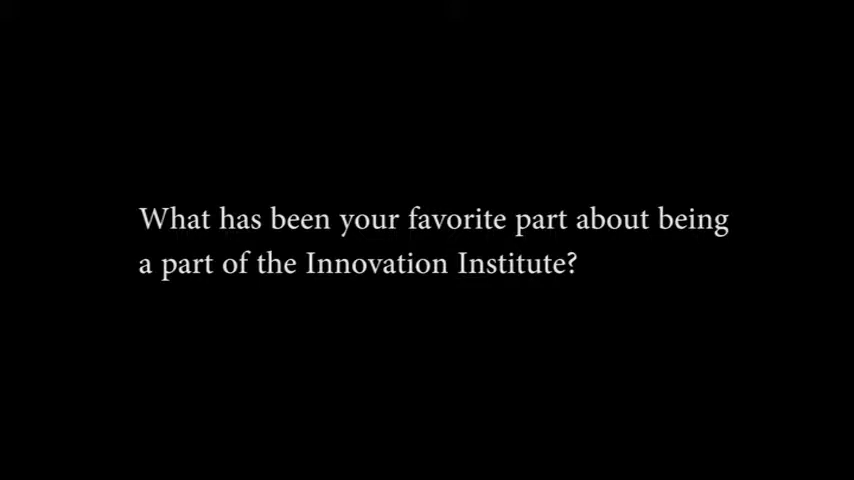 What has been your favorite part about being
a part of the Innovation Institute?